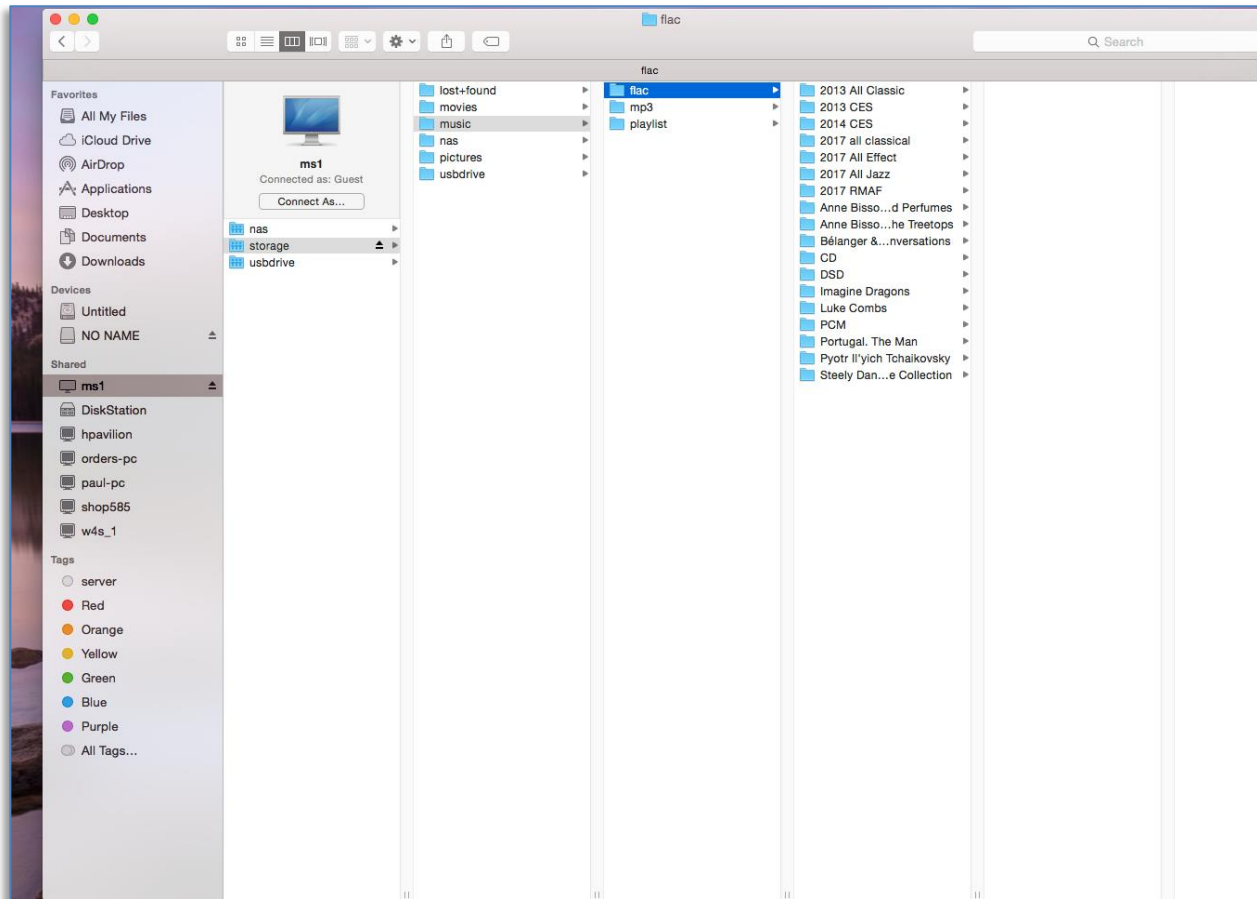 flac
Search
flac
Favorites
All My Files
iCloud Drive
AirDrop
Applications
Desktop
Documents
Downloads
Devices
Untitled
NO NAME
Shared
ms1
DiskStation
hpavilion
orders-pc
paul-pc
shop585
w4s_1
Tags
server
Red
Orange
Yellow
Green
Blue
Purple
All Tags...
ms1
Connected as: Guest
Connect As...
nas
storage
usbdrive
lost+found
movies
music
nas
pictures
usbdrive
flac
mp3
playlist
2013 All Classic
2013 CES
2014 CES
2017 all classical
2017 All Effect
2017 All Jazz
2017 RMAF
Anne Bisso...d Perfumes
Anne Bisso...he Treetops
Bélanger &...nversations
CD
DSD
Imagine Dragons
Luke Combs
PCM
Portugal. The Man
Pyotr Il'yich Tchaikovsky
Steely Dan...e Collection